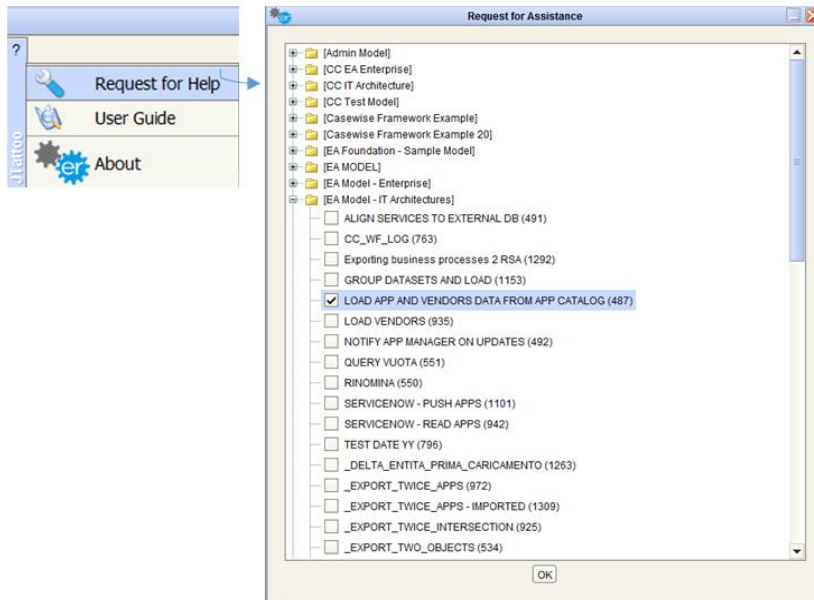 ?
Request for Help
User Guide
er
About
JTattoo
er
Request for Assistance
[Admin Model]
[CC EA Enterprise]
[CC IT Architecture]
[CC Test Model]
[Casewise Framework Example]
[Casewise Framework Example 20]
[EA Foundation - Sample Model]
[EA MODEL]
[EA Model - Enterprise]
[EA Model - IT Architectures]
ALIGN SERVICES TO EXTERNAL DB (491)
CC_WF_LOG (763)
Exporting business processes 2 RSA (1292)
GROUP DATASETS AND LOAD (1153)
LOAD APP AND VENDORS DATA FROM APP CATALOG (487)
LOAD VENDORS (935)
NOTIFY APP MANAGER ON UPDATES (492)
QUERY VUOTA (551)
RINOMINA (550)
SERVICENOW - PUSH APPS (1101)
SERVICENOW - READ APPS (942)
TEST DATE YY (796)
_DELTA_ENTITA_PRIMA_CARICAMENTO (1263)
_EXPORT_TWICE_APPS (972)
_EXPORT_TWICE_APPS - IMPORTED (1309)
_EXPORT_TWICE_INTERSECTION (925)
_EXPORT_TWO_OBJECTS (534)
OK